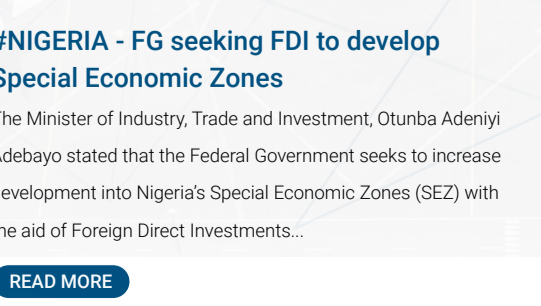 #NIGERIA - FG seeking FDI to develop
Special Economic Zones
The Minister of Industry, Trade and Investment, Otunba Adeniyi
Adebayo stated that the Federal Government seeks to increase
development into Nigeria's Special Economic Zones (SEZ) with
the aid of Foreign Direct Investments...
READ MORE